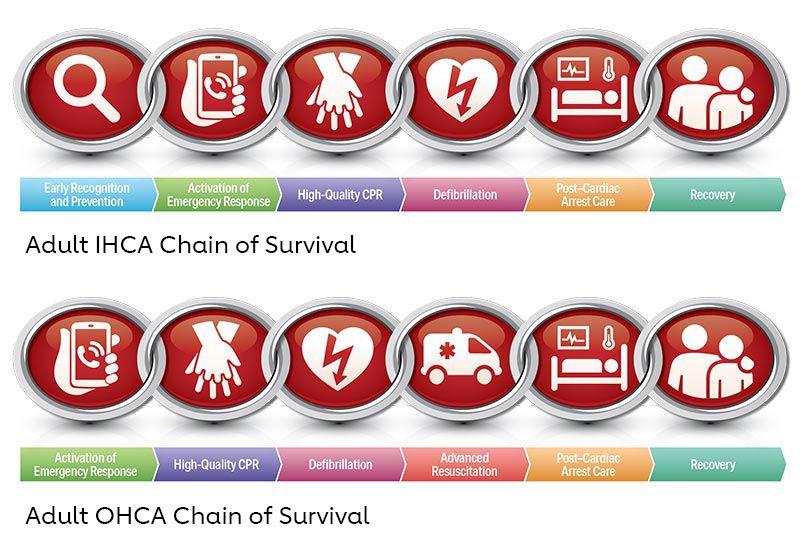 Early Recognition
and Prevention
Activation of
Emergency Response
High-Quality CPR
Defibrillation
Post–Cardiac
Arrest Care
Recovery
Adult IHCA Chain of Survival
Activation of
Emergency Response
High-Quality CPR
Defibrillation
Advanced
Resuscitation
Post–Cardiac
Arrest Care
Recovery
Adult OHCA Chain of Survival